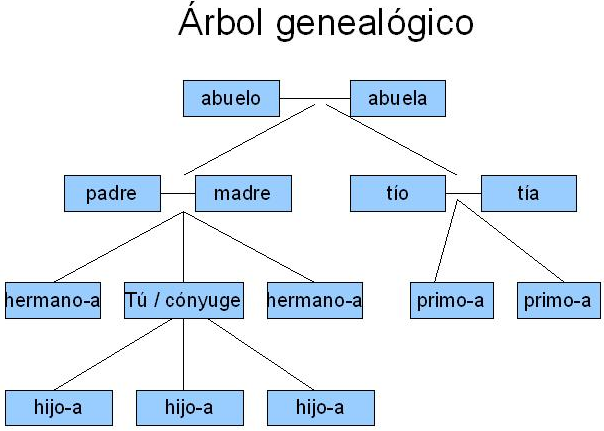 Árbol genealógico
abuelo
abuela
padre
madre
tío
tía
hermano-a
Tú / cónyuge
hermano-a
primo-a
primo-a
hijo-a
hijo-a
hijo-a